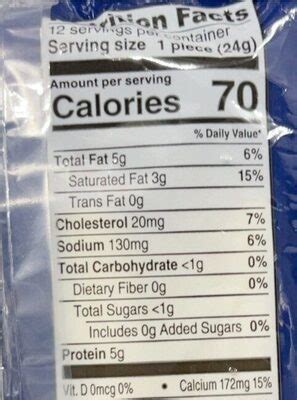 Nutrition Facts
12 servings per container
Serving size 1 piece (24g)
Amount per serving
Calories 70
% Daily Value*
Total Fat 5g 6%
Saturated Fat 3g 15%
Trans Fat 0g
Cholesterol 20mg 7%
Sodium 130mg 6%
Total Carbohydrate <1g 0%
Dietary Fiber 0g 0%
Total Sugars <1g
Includes 0g Added Sugars 0%
Protein 5g
Vit. D 0mcg 0% • Calcium 172mg 15%